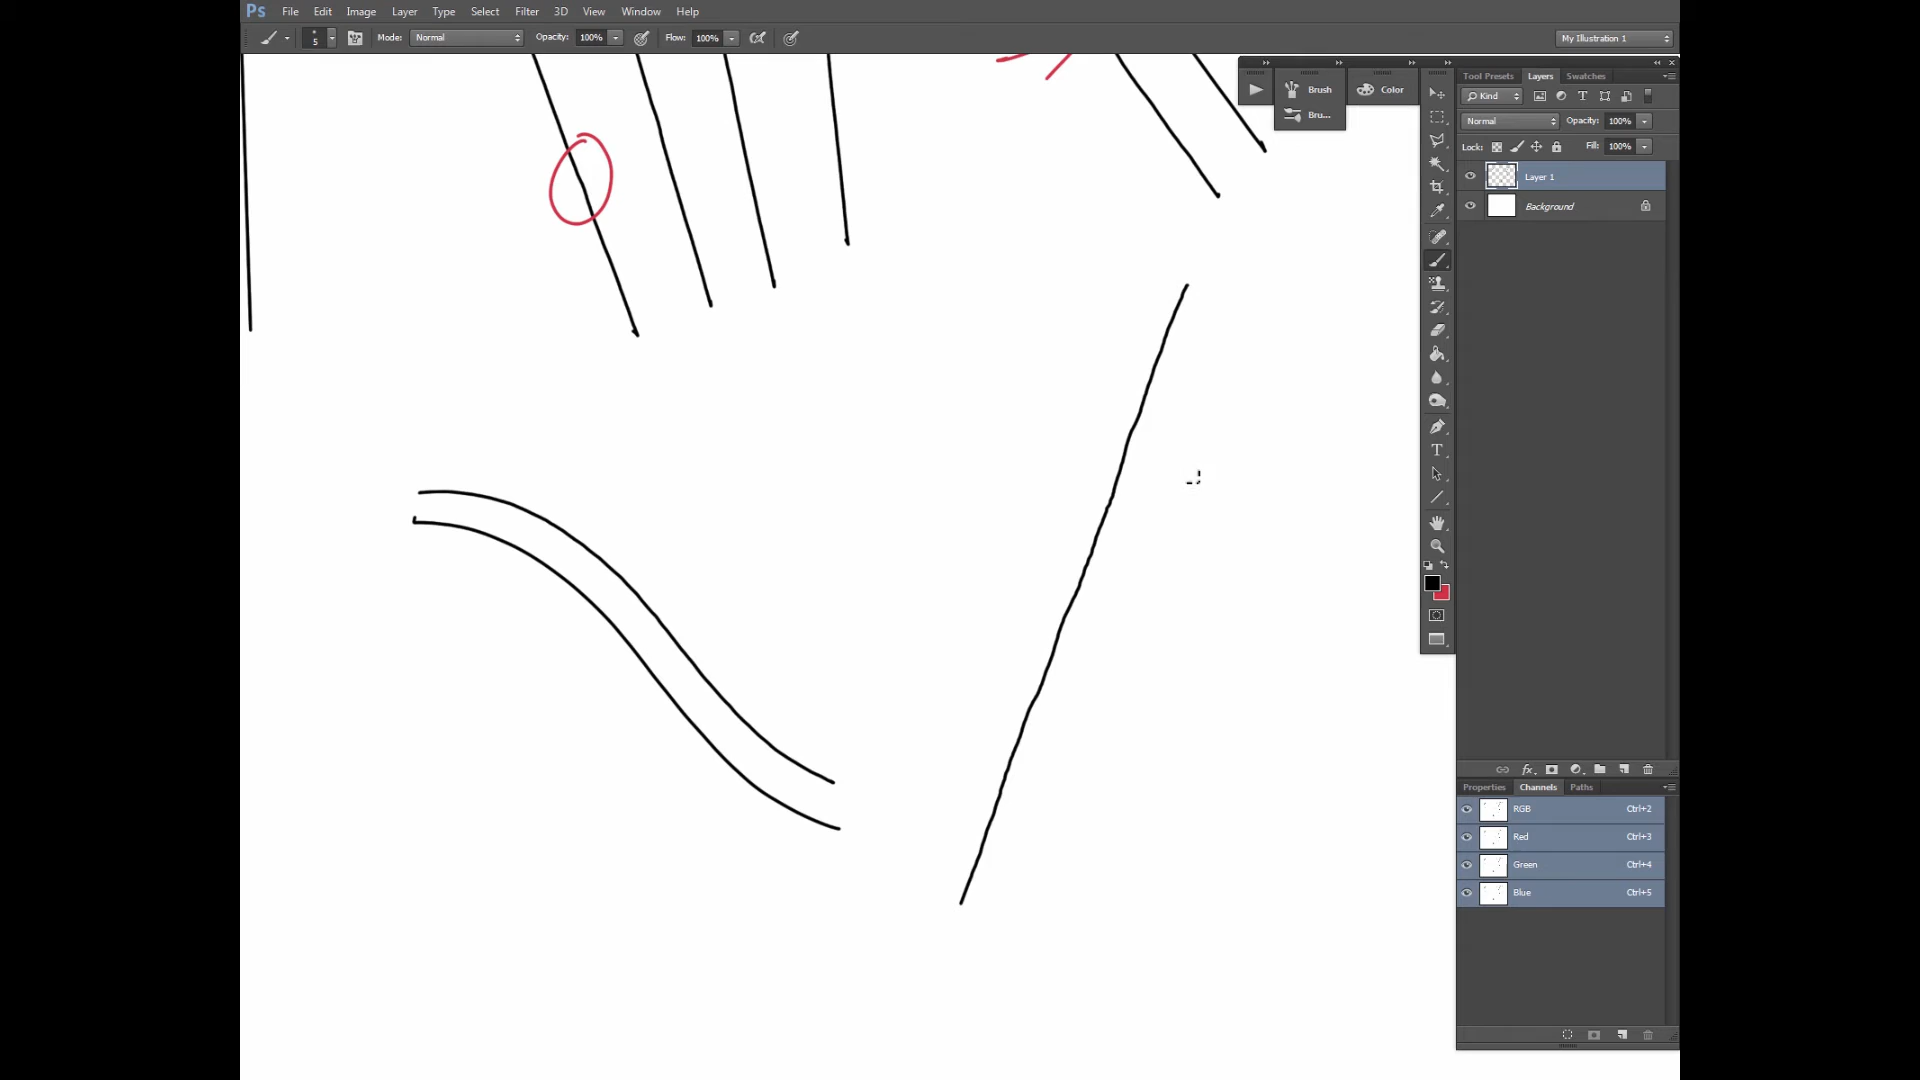 Ps File Edit Image Layer Type Select Filter 3D View Window Help
5 Mode: Normal Opacity: 100% Flow: 100% My Illustration 1
Brush Color
Bru...
Tool Presets Layers Swatches
Kind
Normal Opacity: 100%
Lock: Fill: 100%
Layer 1
Background
fx
Properties Channels Paths
RGB Ctrl+2
Red Ctrl+3
Green Ctrl+4
Blue Ctrl+5